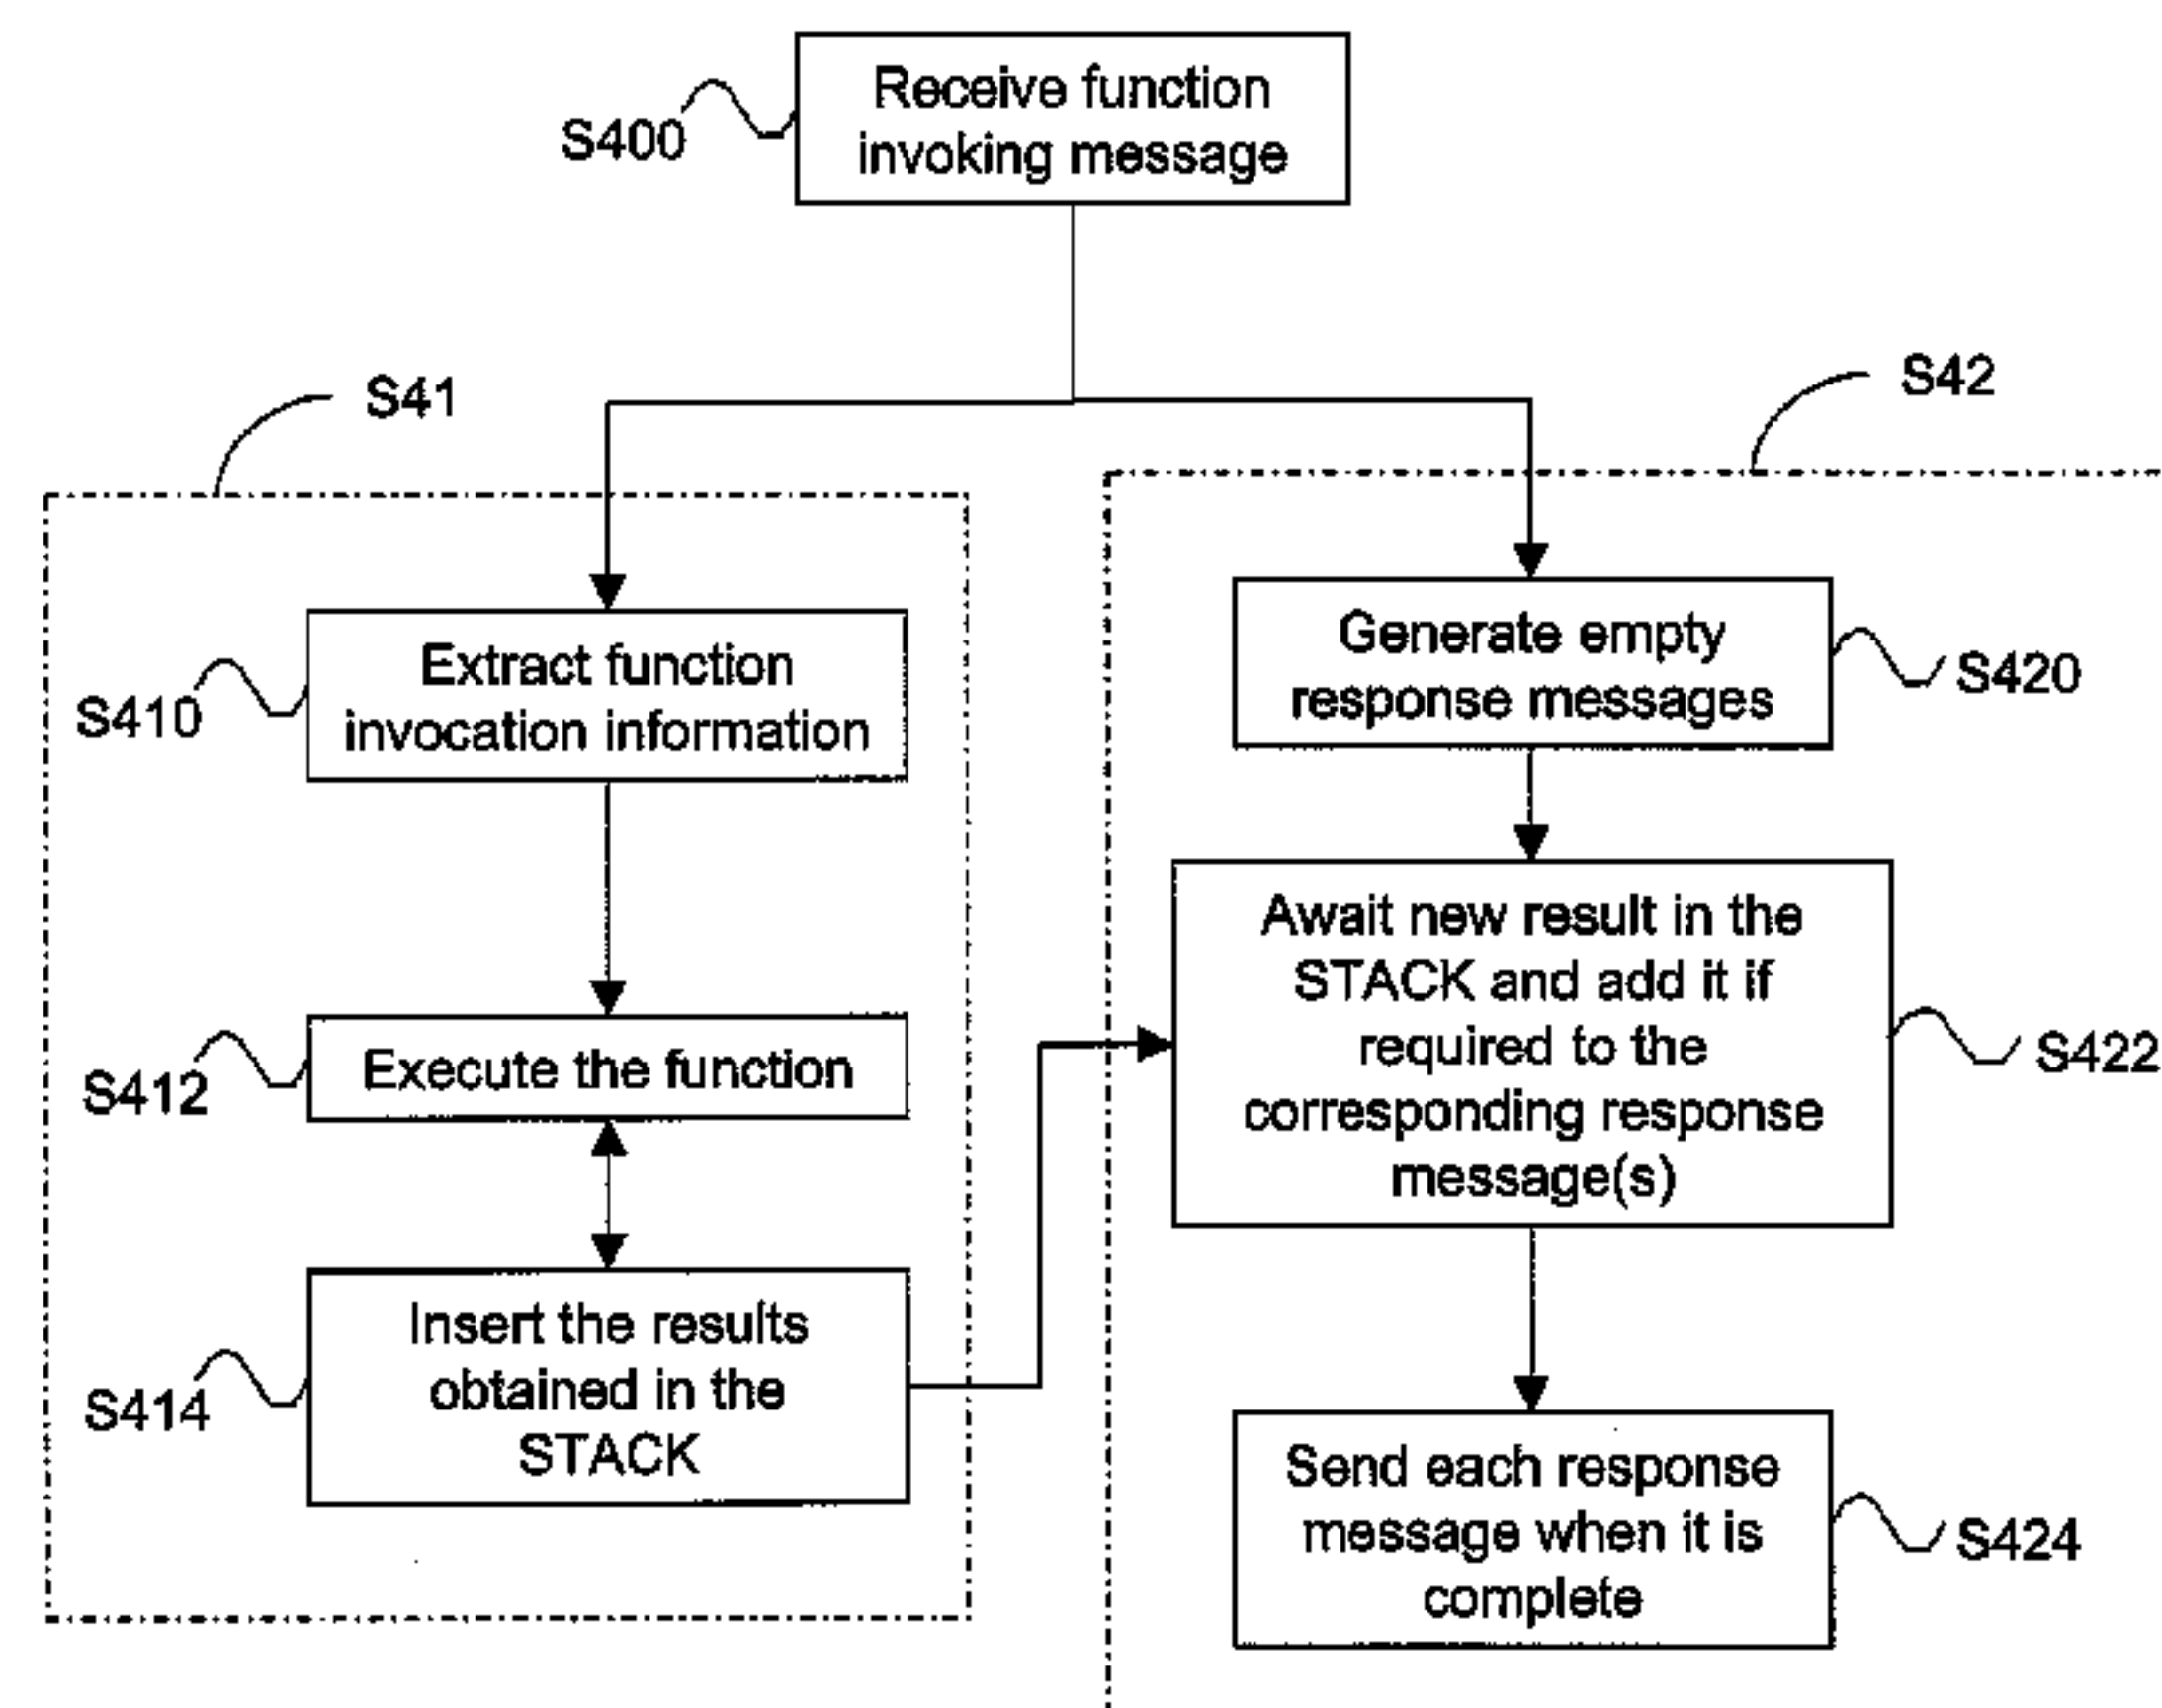 Receive function
invoking message
S400
S41
S42
Extract function
invocation information
S410
Generate empty
response messages
S420
Execute the function
S412
Await new result in the
STACK and add it if
required to the
corresponding response
message(s)
S422
Insert the results
obtained in the
STACK
S414
Send each response
message when it is
complete
S424